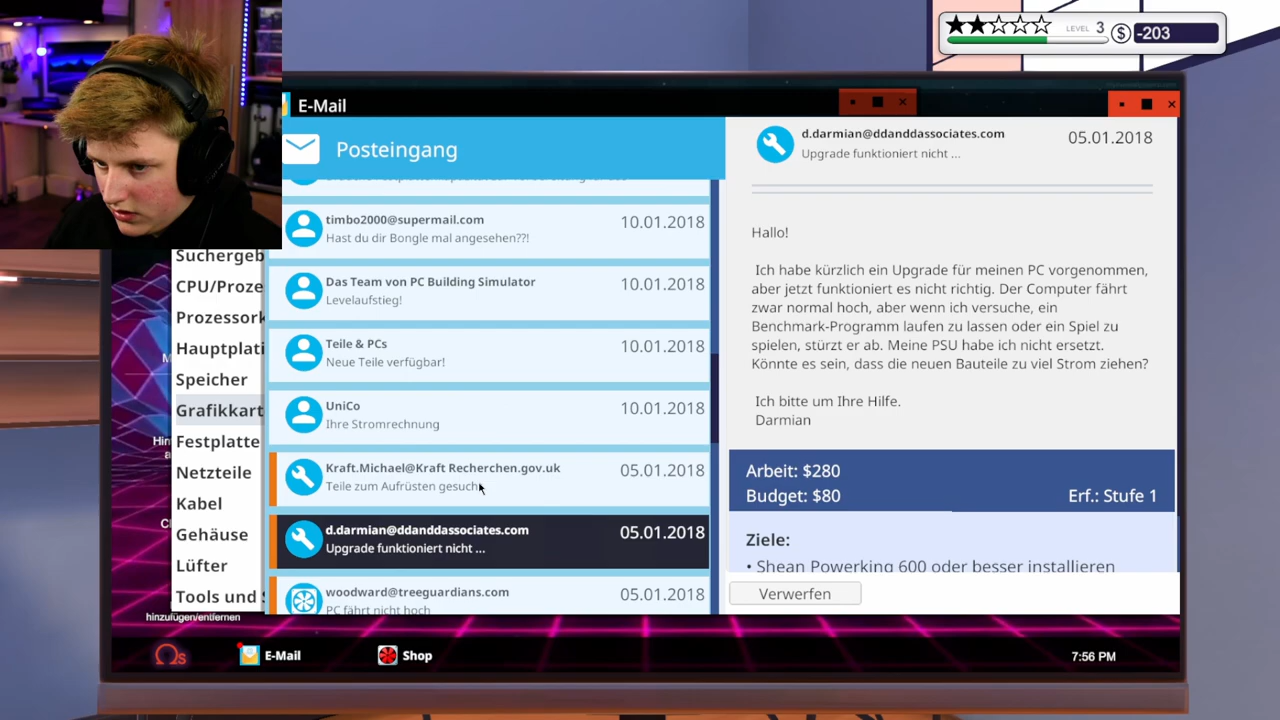 LEVEL 3
$ -203
E-Mail
Posteingang
timbo2000@supermail.com
10.01.2018
Hast du dir Bongle mal angesehen??!
Das Team von PC Building Simulator
10.01.2018
Levelaufstieg!
Teile & PCs
10.01.2018
Neue Teile verfügbar!
UniCo
10.01.2018
Ihre Stromrechnung
Kraft.Michael@Kraft Recherchen.gov.uk
05.01.2018
Teile zum Aufrüsten gesuch
d.darmian@ddanddassociates.com
05.01.2018
Upgrade funktioniert nicht ...
woodward@treeguardians.com
05.01.2018
PC fährt nicht hoch
d.darmian@ddanddassociates.com
05.01.2018
Upgrade funktioniert nicht ...
Hallo!
Ich habe kürzlich ein Upgrade für meinen PC vorgenommen,
aber jetzt funktioniert es nicht richtig. Der Computer fährt
zwar normal hoch, aber wenn ich versuche, ein
Benchmark-Programm laufen zu lassen oder ein Spiel zu
spielen, stürzt er ab. Meine PSU habe ich nicht ersetzt.
Könnte es sein, dass die neuen Bauteile zu viel Strom ziehen?
Ich bitte um Ihre Hilfe.
Darmian
Arbeit: $280
Budget: $80
Erf.: Stufe 1
Ziele:
• Shean Powerking 600 oder besser installieren
Verwerfen
Suchergeb
CPU/Proze
Prozessork
Hauptplati
Speicher
Grafikkart
Festplatte
Netzteile
Kabel
Gehäuse
Lüfter
Tools und
hinzufügen/entfernen
E-Mail
Shop
7:56 PM